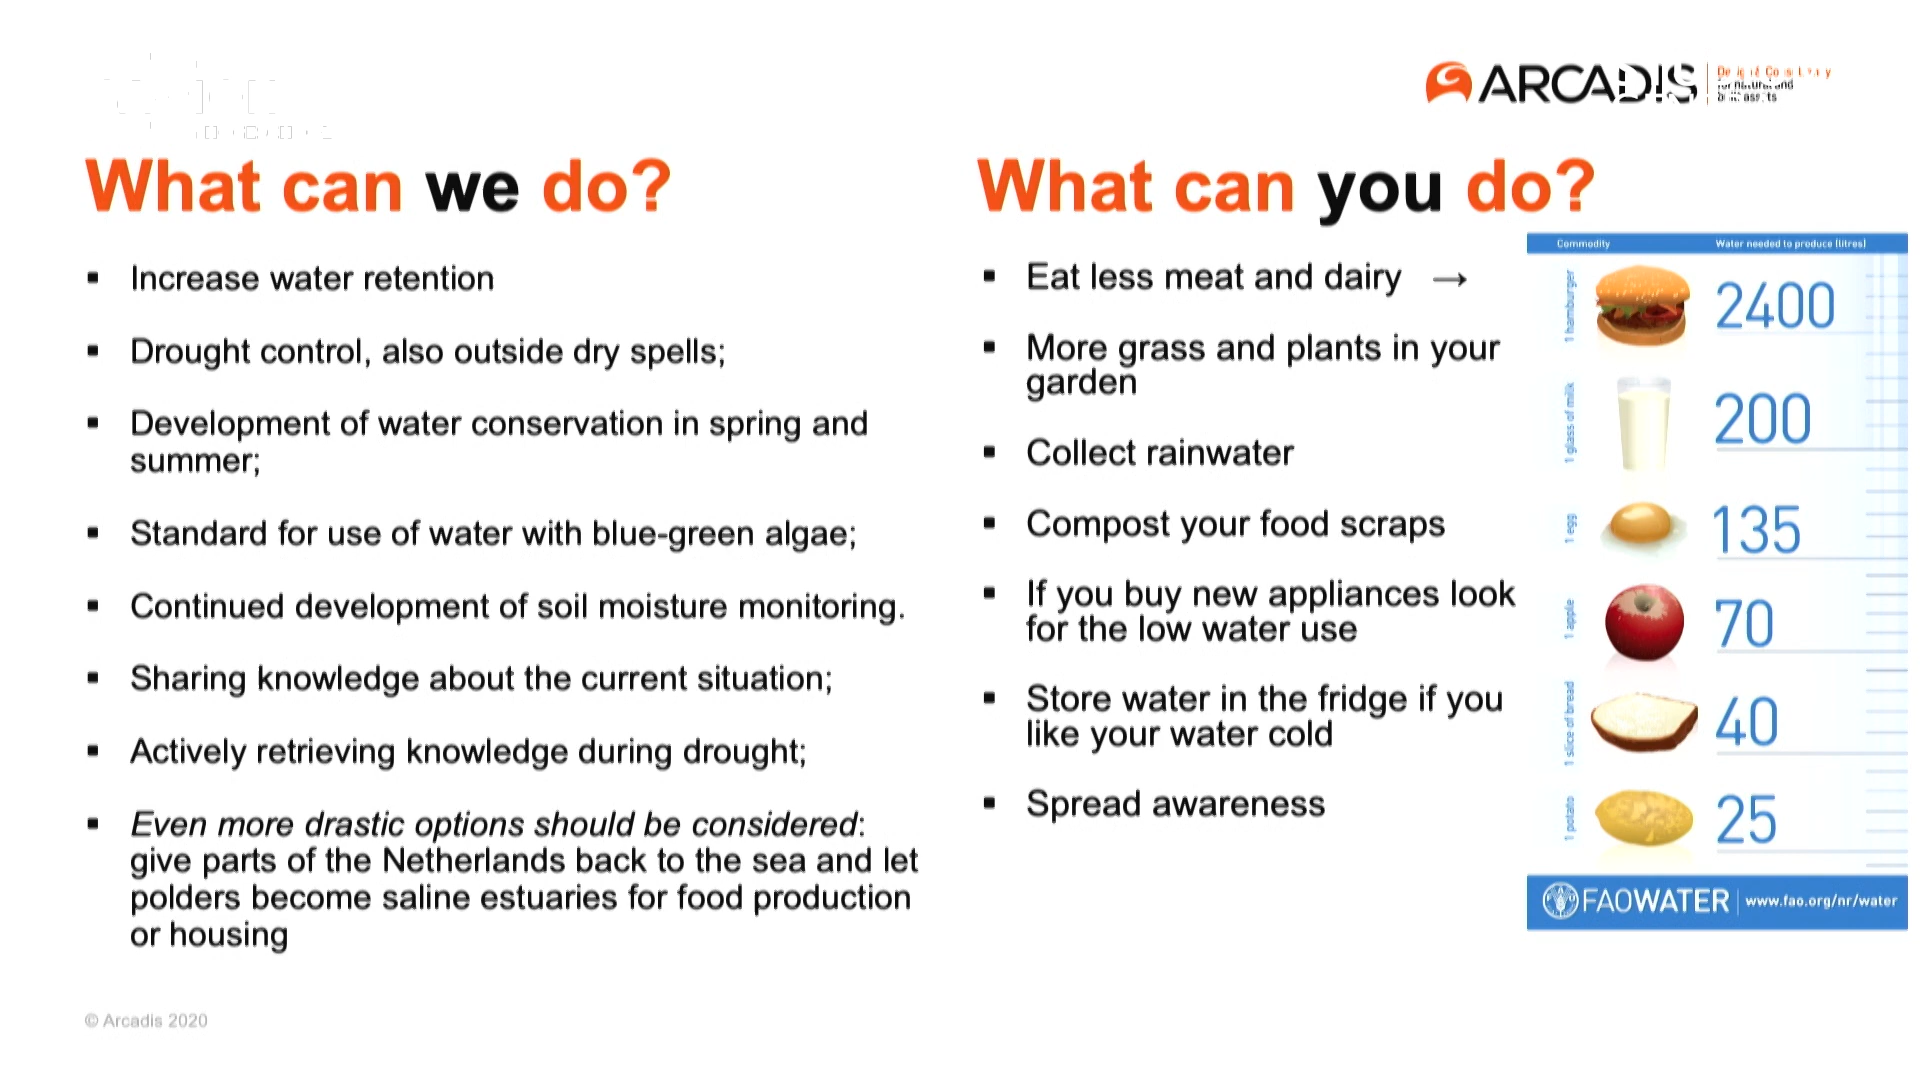 ARCADIS
What can we do?
Increase water retention
Drought control, also outside dry spells;
Development of water conservation in spring and
summer;
Standard for use of water with blue-green algae;
Continued development of soil moisture monitoring.
Sharing knowledge about the current situation;
Actively retrieving knowledge during drought;
Even more drastic options should be considered:
give parts of the Netherlands back to the sea and let
polders become saline estuaries for food production
or housing
What can you do?
Eat less meat and dairy →
More grass and plants in your
garden
Collect rainwater
Compost your food scraps
If you buy new appliances look
for the low water use
Store water in the fridge if you
like your water cold
Spread awareness
Commodity Water needed to produce (litres)
1 hamburger 2400
1 glass of milk 200
1 egg 135
1 apple 70
1 slice of bread 40
1 potato 25
FAOWATER www.fao.org/nr/water
© Arcadis 2020